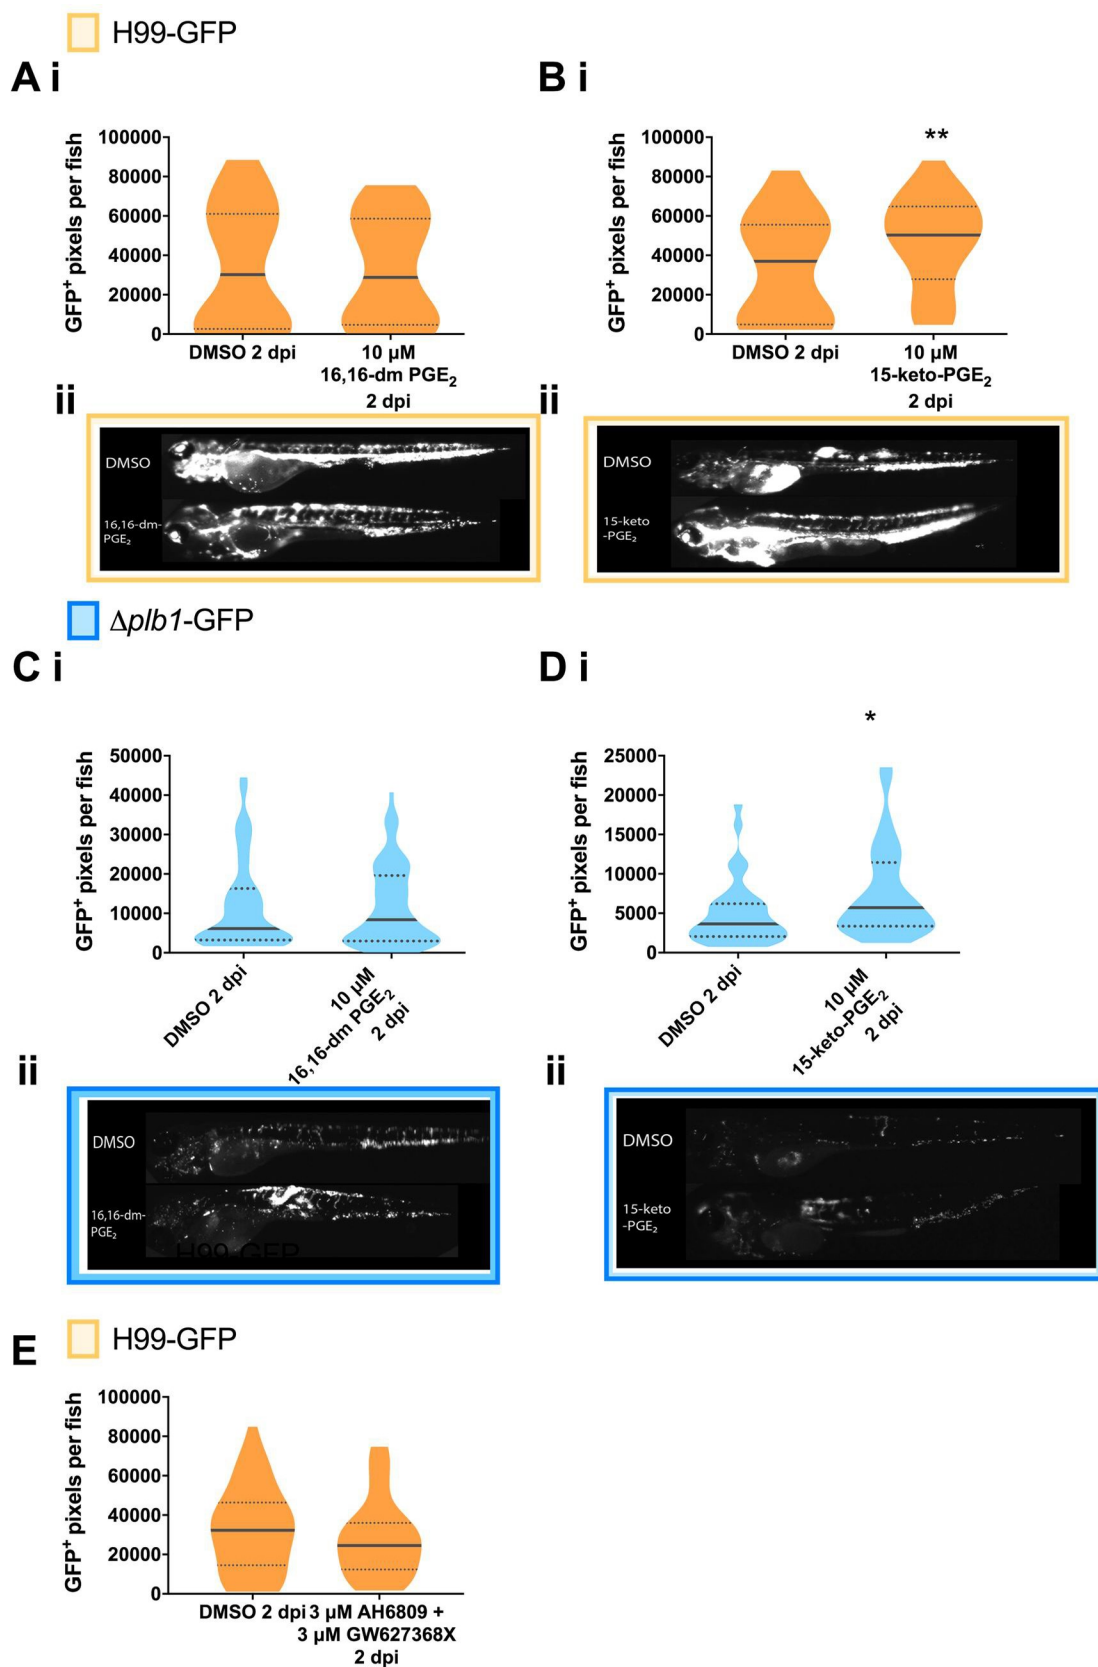 H99-GFP
A i
B i
GFP⁺ pixels per fish
100000
80000
60000
40000
20000
0
DMSO 2 dpi
10 µM
16,16-dm PGE₂
2 dpi
GFP⁺ pixels per fish
100000
80000
60000
40000
20000
0
**
DMSO 2 dpi
10 µM
15-keto-PGE₂
2 dpi
ii
DMSO
16,16-dm-
PGE₂
ii
DMSO
15-keto
-PGE₂
Δplb1-GFP
C i
D i
GFP⁺ pixels per fish
50000
40000
30000
20000
10000
0
DMSO 2 dpi
10 µM
16,16-dm PGE₂
2 dpi
GFP⁺ pixels per fish
25000
20000
15000
10000
5000
0
*
DMSO 2 dpi
10 µM
15-keto-PGE₂
2 dpi
ii
DMSO
16,16-dm-
PGE₂
H99-GFP
ii
DMSO
15-keto
-PGE₂
H99-GFP
E
GFP⁺ pixels per fish
100000
80000
60000
40000
20000
0
DMSO 2 dpi
3 µM AH6809 +
3 µM GW627368X
2 dpi